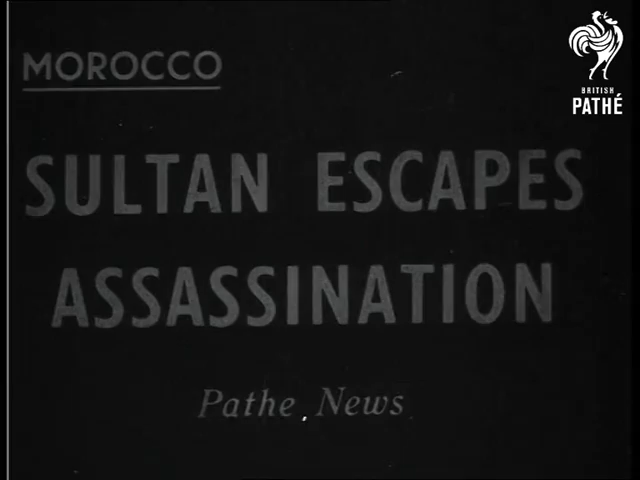 MOROCCO
BRITISH
PATHÉ
SULTAN ESCAPES
ASSASSINATION
Pathe News